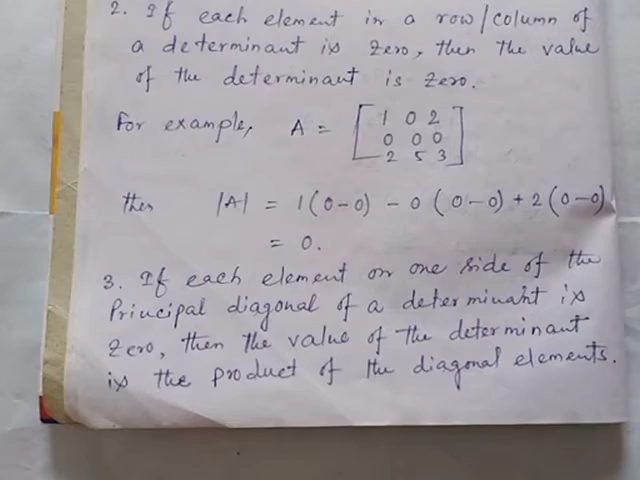 2. If each element in a row/column of
a determinant is zero, then the value
of the determinant is zero.
For example, A = [ 1 0 2
0 0 0
2 5 3 ]
then |A| = 1(0-0) - 0(0-0) + 2(0-0)
= 0.
3. If each element on one side of the
Principal diagonal of a determinant is
zero, then the value of the determinant
is the product of the diagonal elements.